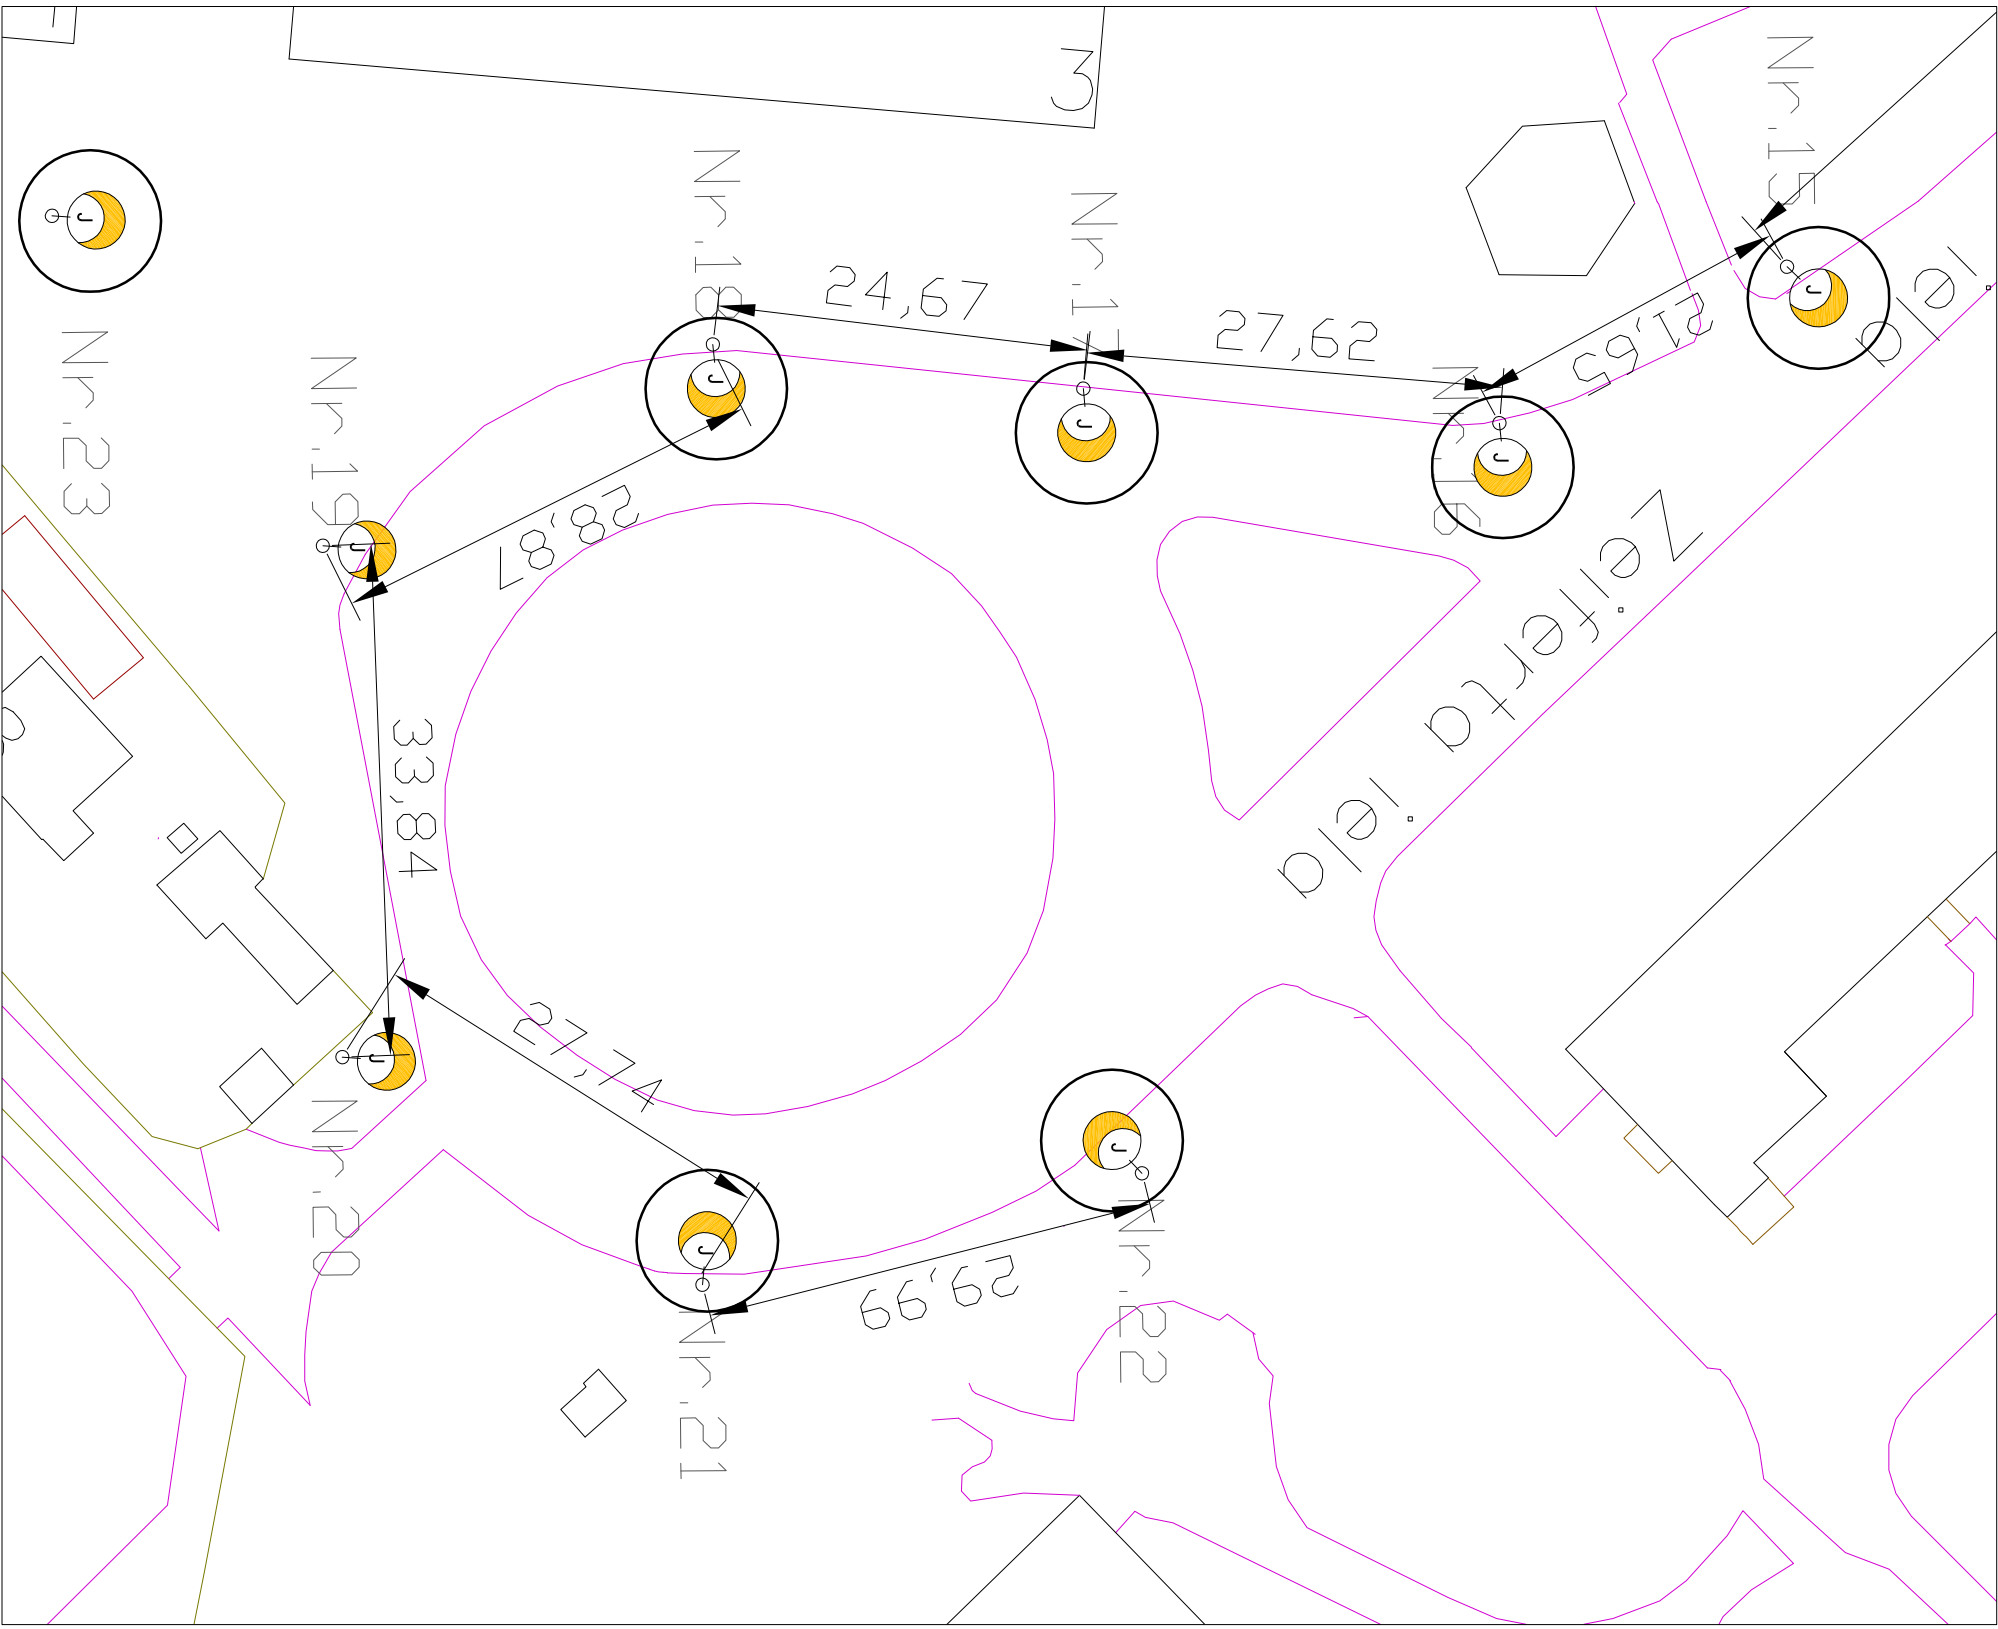 3
Nr.15
Nr.18
Nr.17
J
iela
24,67
27,62
21,65
J
Nr.23
Nr.19
J
J
Nr.16
J
28,87
J
Zeiferta iela
33,84
27,74
J
Nr.20
J
J
29,99
Nr.22
Nr.21